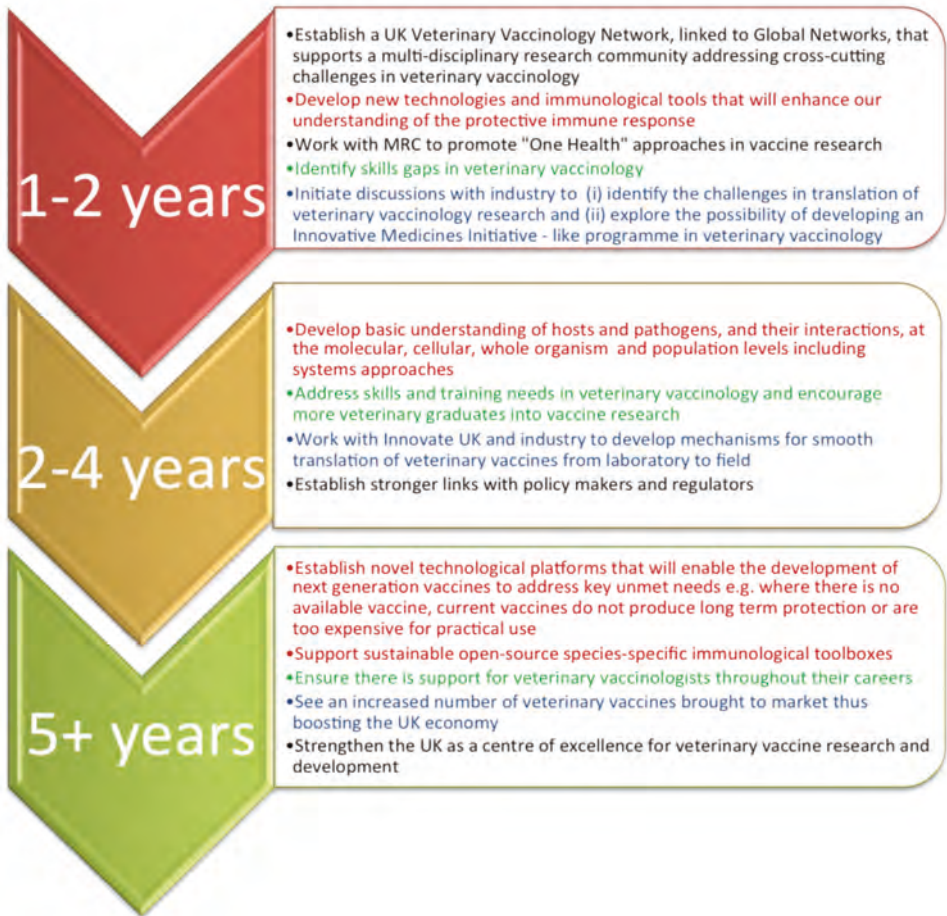 1-2 years
•Establish a UK Veterinary Vaccinology Network, linked to Global Networks, that
supports a multi-disciplinary research community addressing cross-cutting
challenges in veterinary vaccinology
•Develop new technologies and immunological tools that will enhance our
understanding of the protective immune response
•Work with MRC to promote "One Health" approaches in vaccine research
•Identify skills gaps in veterinary vaccinology
•Initiate discussions with industry to (i) identify the challenges in translation of
veterinary vaccinology research and (ii) explore the possibility of developing an
Innovative Medicines Initiative - like programme in veterinary vaccinology
2-4 years
•Develop basic understanding of hosts and pathogens, and their interactions, at
the molecular, cellular, whole organism and population levels including
systems approaches
•Address skills and training needs in veterinary vaccinology and encourage
more veterinary graduates into vaccine research
•Work with Innovate UK and industry to develop mechanisms for smooth
translation of veterinary vaccines from laboratory to field
•Establish stronger links with policy makers and regulators
5+ years
•Establish novel technological platforms that will enable the development of
next generation vaccines to address key unmet needs e.g. where there is no
available vaccine, current vaccines do not produce long term protection or are
too expensive for practical use
•Support sustainable open-source species-specific immunological toolboxes
•Ensure there is support for veterinary vaccinologists throughout their careers
•See an increased number of veterinary vaccines brought to market thus
boosting the UK economy
•Strengthen the UK as a centre of excellence for veterinary vaccine research and
development